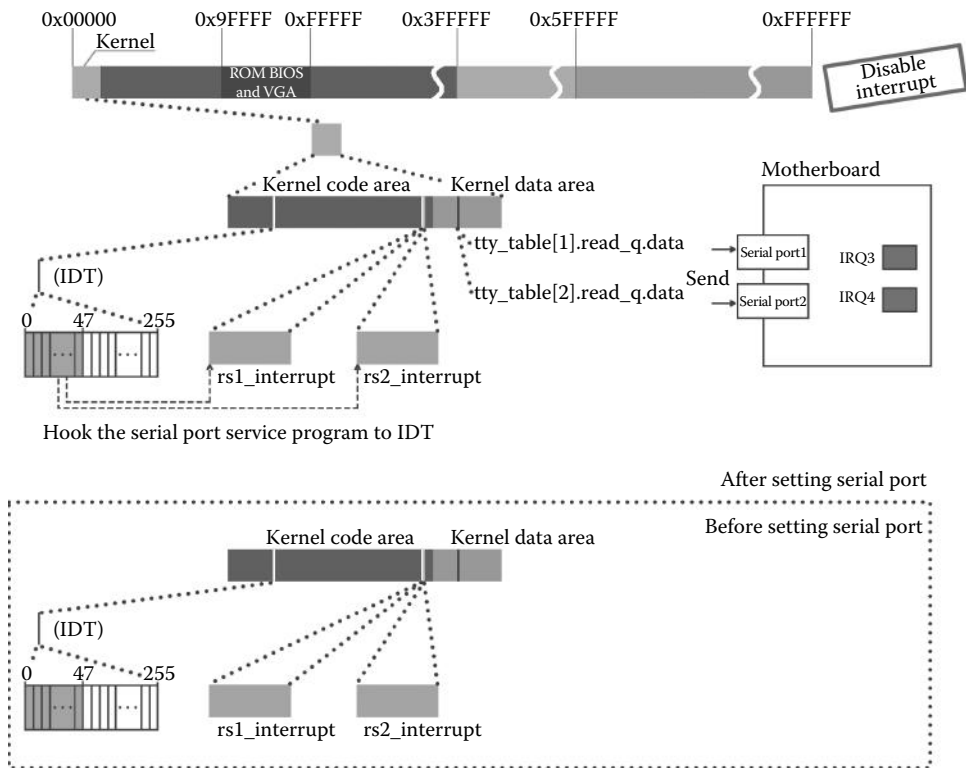 0x00000 0x9FFFF 0xFFFFF 0x3FFFFF 0x5FFFFF 0xFFFFFF
Kernel
ROM BIOS
and VGA
Disable
interrupt
Kernel code area Kernel data area
Motherboard
tty_table[1].read_q.data
Serial port1
IRQ3
(IDT)
Send
tty_table[2].read_q.data
Serial port2
IRQ4
0 47 255
... ...
rs1_interrupt rs2_interrupt
Hook the serial port service program to IDT
After setting serial port
Before setting serial port
Kernel code area Kernel data area
(IDT)
0 47 255
... ...
rs1_interrupt rs2_interrupt